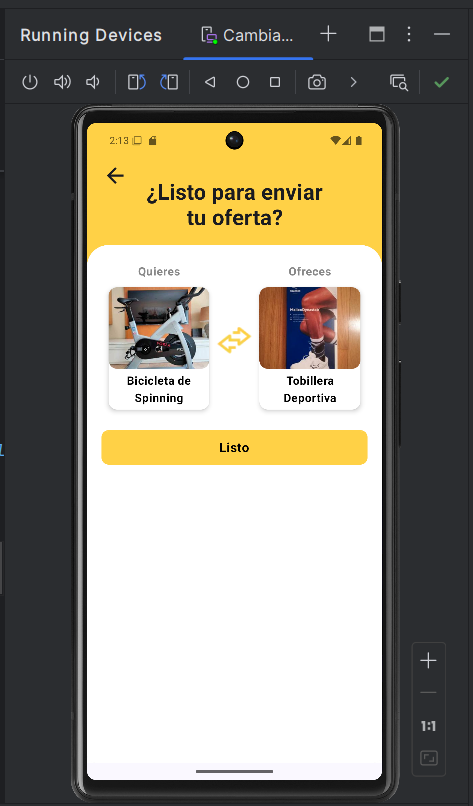 Running Devices
Cambia...
2:13
¿Listo para enviar
tu oferta?
Quieres
Ofreces
Bicicleta de
Spinning
Tobillera
Deportiva
Listo
1:1